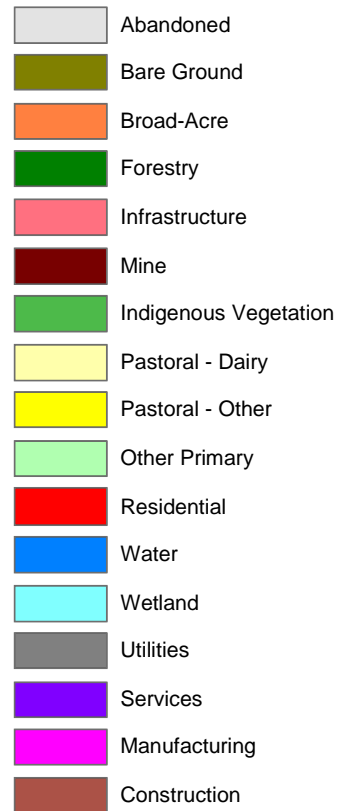 Abandoned
Bare Ground
Broad-Acre
Forestry
Infrastructure
Mine
Indigenous Vegetation
Pastoral - Dairy
Pastoral - Other
Other Primary
Residential
Water
Wetland
Utilities
Services
Manufacturing
Construction